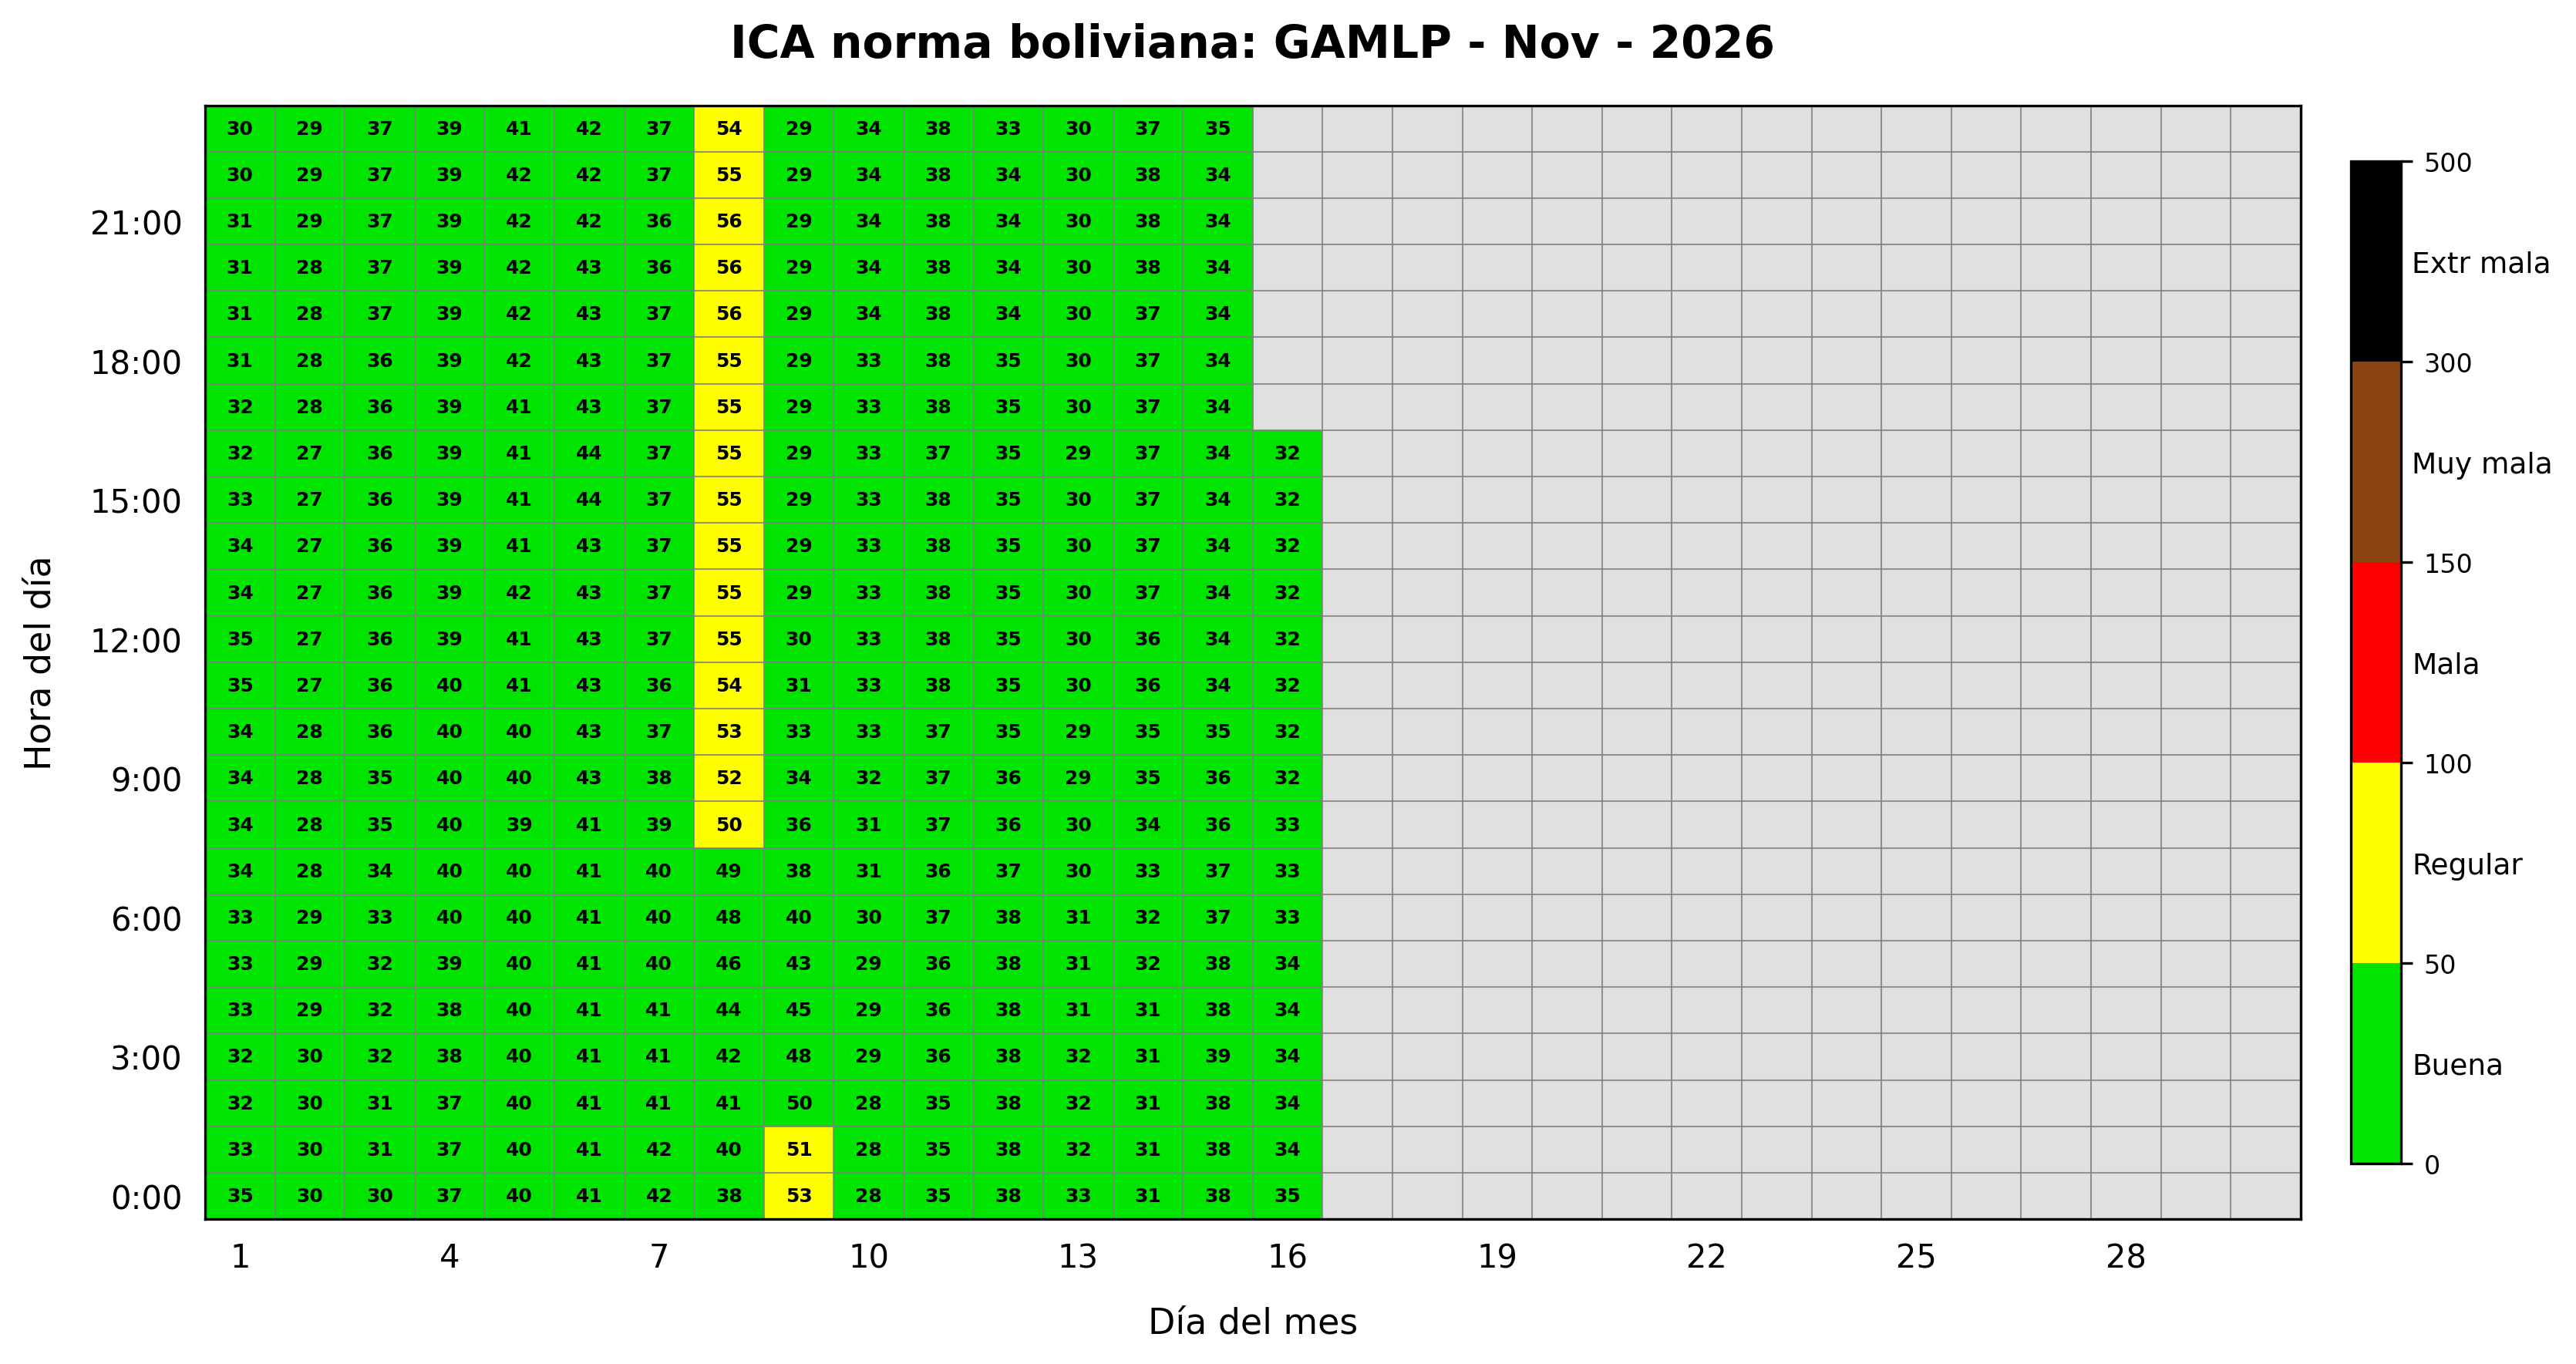 ICA norma boliviana: GAMLP - Nov - 2026
30 29 37 39 41 42 37 54 29 34 38 33 30 37 35
30 29 37 39 42 42 37 55 29 34 38 34 30 38 34
21:00 31 29 37 39 42 42 36 56 29 34 38 34 30 38 34
31 28 37 39 42 43 36 56 29 34 38 34 30 38 34
31 28 37 39 42 43 37 56 29 34 38 34 30 37 34
18:00 31 28 36 39 42 43 37 55 29 33 38 35 30 37 34
32 28 36 39 41 43 37 55 29 33 38 35 30 37 34
32 27 36 39 41 44 37 55 29 33 37 35 29 37 34 32
15:00 33 27 36 39 41 44 37 55 29 33 38 35 30 37 34 32
34 27 36 39 41 43 37 55 29 33 38 35 30 37 34 32
34 27 36 39 42 43 37 55 29 33 38 35 30 37 34 32
12:00 35 27 36 39 41 43 37 55 30 33 38 35 30 36 34 32
35 27 36 40 41 43 36 54 31 33 38 35 30 36 34 32
34 28 36 40 40 43 37 53 33 33 37 35 29 35 35 32
9:00 34 28 35 40 40 43 38 52 34 32 37 36 29 35 36 32
34 28 35 40 39 41 39 50 36 31 37 36 30 34 36 33
34 28 34 40 40 41 40 49 38 31 36 37 30 33 37 33
6:00 33 29 33 40 40 41 40 48 40 30 37 38 31 32 37 33
33 29 32 39 40 41 40 46 43 29 36 38 31 32 38 34
33 29 32 38 40 41 41 44 45 29 36 38 31 31 38 34
3:00 32 30 32 38 40 41 41 42 48 29 36 38 32 31 39 34
32 30 31 37 40 41 41 41 50 28 35 38 32 31 38 34
33 30 31 37 40 41 42 40 51 28 35 38 32 31 38 34
0:00 35 30 30 37 40 41 42 38 53 28 35 38 33 31 38 35
1 4 7 10 13 16 19 22 25 28
Día del mes
Hora del día
500
Extr mala
300
Muy mala
150
Mala
100
Regular
50
Buena
0